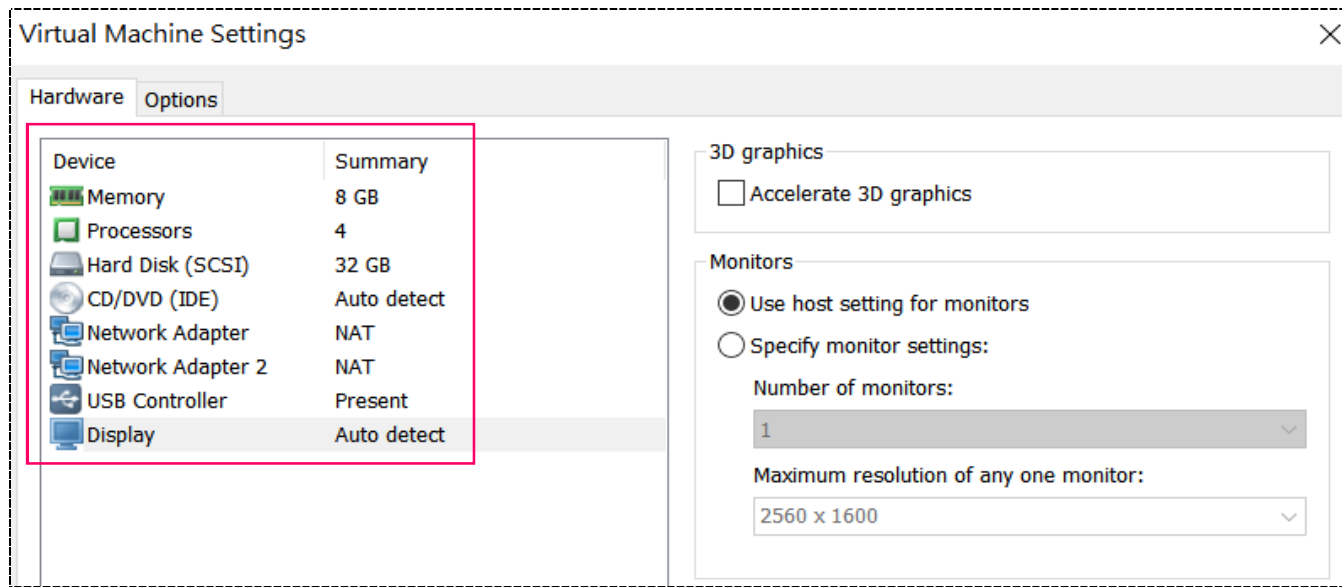 Virtual Machine Settings
Hardware Options
Device Summary
Memory 8 GB
Processors 4
Hard Disk (SCSI) 32 GB
CD/DVD (IDE) Auto detect
Network Adapter NAT
Network Adapter 2 NAT
USB Controller Present
Display Auto detect
3D graphics
Accelerate 3D graphics
Monitors
Use host setting for monitors
Specify monitor settings:
Number of monitors:
1
Maximum resolution of any one monitor:
2560 x 1600